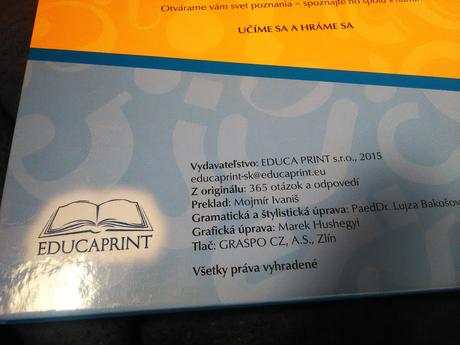 Otvárame vám svet poznania – spoznajte ho spolu s nami.
UČÍME SA A HRÁME SA
Vydavateľstvo: EDUCA PRINT s.r.o., 2015
educaprint-sk@educaprint.eu
Z originálu: 365 otázok a odpovedí
Preklad: Mojmír Ivaniš
Gramatická a štylistická úprava: PaedDr. Lujza Bakošov
Grafická úprava: Marek Hushegyi
Tlač: GRASPO CZ, A.S., Zlín
Všetky práva vyhradené
EDUCAPRINT